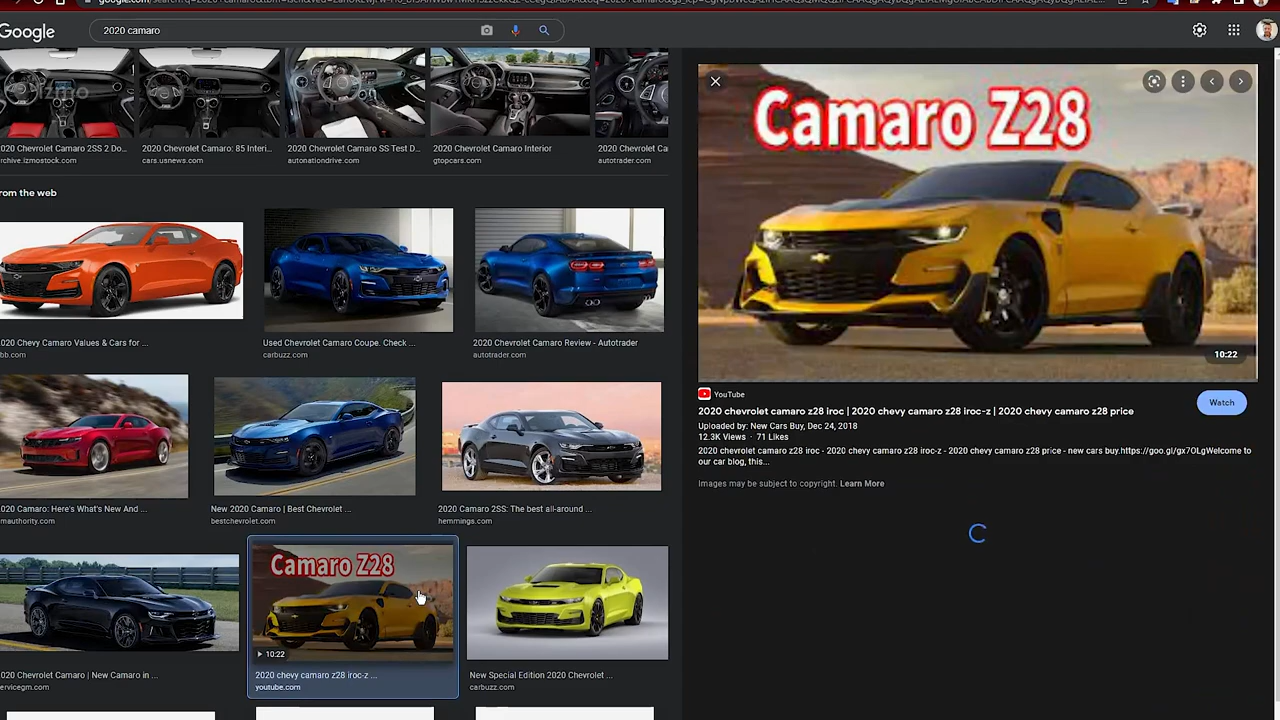 2020 camaro
izmo
2020 Chevrolet Camaro 2SS 2 Do...
archive.izmostock.com
2020 Chevrolet Camaro: 85 Interi...
cars.usnews.com
2020 Chevrolet Camaro SS Test D...
autonationdrive.com
2020 Chevrolet Camaro Interior
gtopcars.com
2020 Chevrolet Ca
autotrader.com
from the web
2020 Chevy Camaro Values & Cars for ...
kbb.com
Used Chevrolet Camaro Coupe. Check ...
carbuzz.com
2020 Chevrolet Camaro Review - Autotrader
autotrader.com
2020 Camaro: Here's What's New And ...
gmauthority.com
New 2020 Camaro | Best Chevrolet ...
bestchevrolet.com
2020 Camaro 2SS: The best all-around ...
hemmings.com
2020 Chevrolet Camaro | New Camaro in ...
servicegm.com
Camaro Z28
10:22
2020 chevy camaro z28 iroc-z ...
youtube.com
New Special Edition 2020 Chevrolet ...
carbuzz.com
Camaro Z28
10:22
YouTube
Watch
2020 chevrolet camaro z28 iroc | 2020 chevy camaro z28 iroc-z | 2020 chevy camaro z28 price
Uploaded by: New Cars Buy, Dec 24, 2018
12.3K Views · 71 Likes
2020 chevrolet camaro z28 iroc - 2020 chevy camaro z28 iroc-z - 2020 chevy camaro z28 price - new cars buy.https://goo.gl/gx7OLgWelcome to
our car blog, this...
Images may be subject to copyright. Learn More